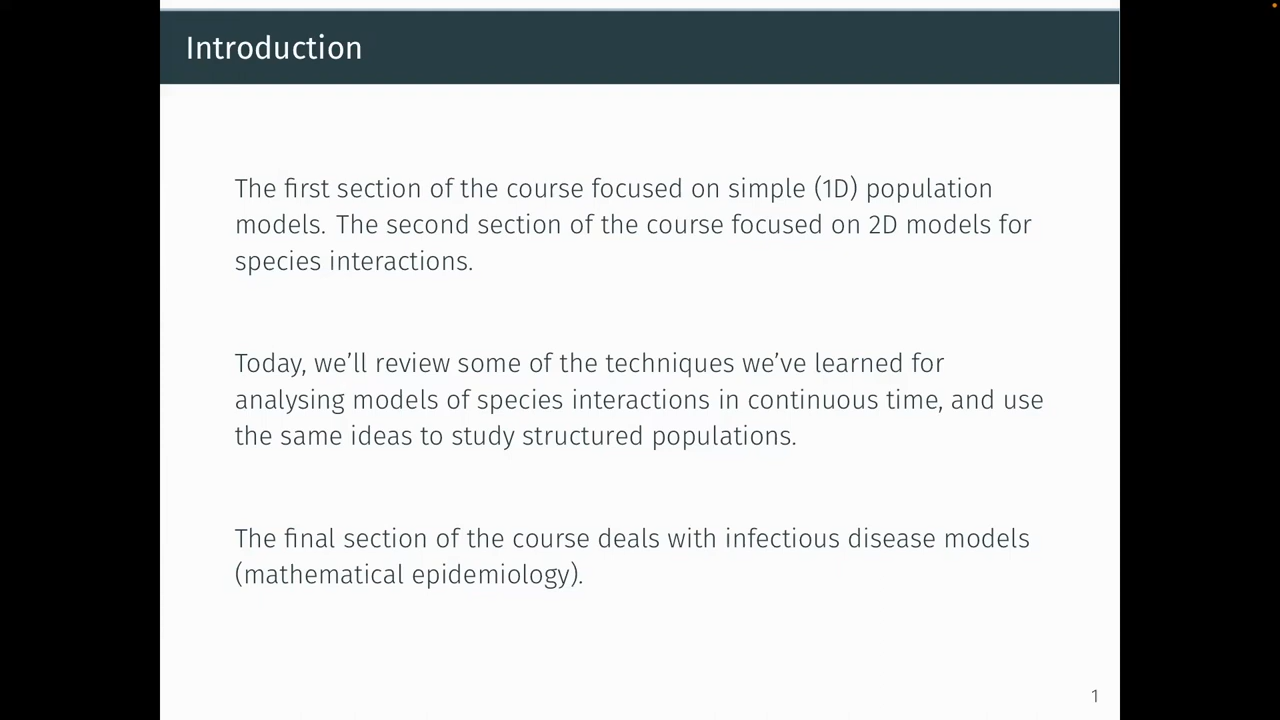 Introduction
The first section of the course focused on simple (1D) population
models. The second section of the course focused on 2D models for
species interactions.
Today, we’ll review some of the techniques we’ve learned for
analysing models of species interactions in continuous time, and use
the same ideas to study structured populations.
The final section of the course deals with infectious disease models
(mathematical epidemiology).
1